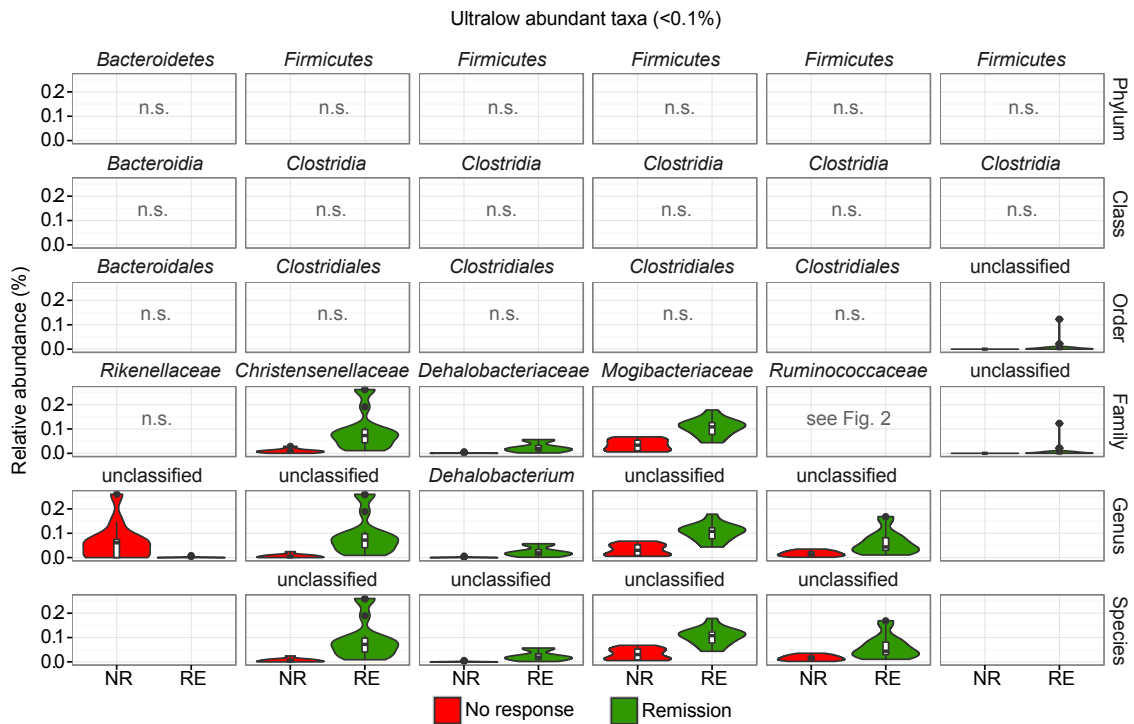 Ultralow abundant taxa (<0.1%)
Bacteroidetes Firmicutes Firmicutes Firmicutes Firmicutes Firmicutes
0.2
0.1
0.0
n.s. n.s. n.s. n.s. n.s. n.s.
Phylum
Bacteroidia Clostridia Clostridia Clostridia Clostridia Clostridia
0.2
0.1
0.0
n.s. n.s. n.s. n.s. n.s. n.s.
Class
Bacteroidales Clostridiales Clostridiales Clostridiales Clostridiales unclassified
0.2
0.1
0.0
n.s. n.s. n.s. n.s. n.s.
Order
Relative abundance (%)
Rikenellaceae Christensenellaceae Dehalobacteriaceae Mogibacteriaceae Ruminococcaceae unclassified
0.2
0.1
0.0
n.s. see Fig. 2
Family
unclassified unclassified Dehalobacterium unclassified unclassified
0.2
0.1
0.0
Genus
unclassified unclassified unclassified unclassified
0.2
0.1
0.0
Species
NR RE NR RE NR RE NR RE NR RE NR RE
No response Remission